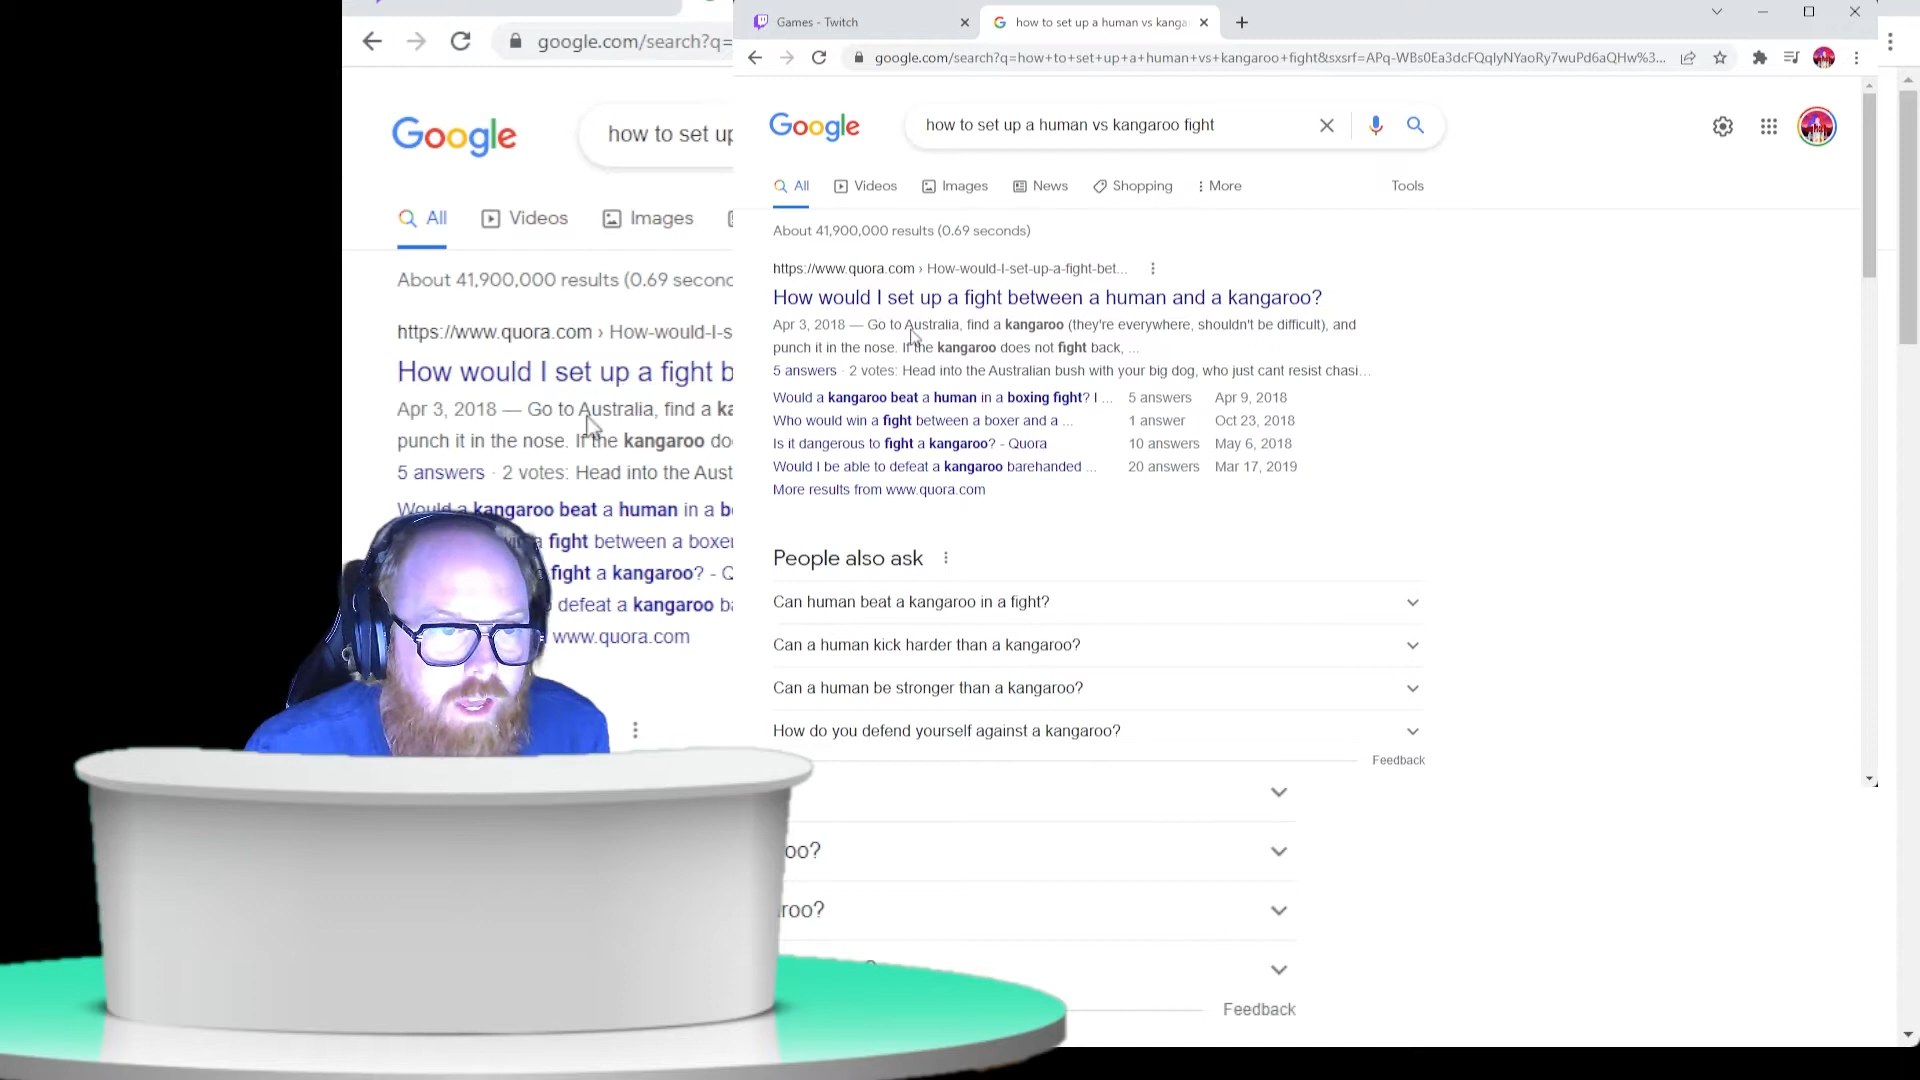 Games - Twitch
how to set up a human vs kanga
google.com/search?q=how+to+set+up+a+human+vs+kangaroo+fight&sxsrf=APq-WBs0Ea3dcFQqlyNYaoRy7wuPd6aQHw%3...
Google
how to set up a human vs kangaroo fight
All
Videos
Images
News
Shopping
More
Tools
About 41,900,000 results (0.69 seconds)
https://www.quora.com › How-would-I-set-up-a-fight-bet...
How would I set up a fight between a human and a kangaroo?
Apr 3, 2018 — Go to Australia, find a kangaroo (they're everywhere, shouldn't be difficult), and
punch it in the nose. If the kangaroo does not fight back, ...
5 answers · 2 votes: Head into the Australian bush with your big dog, who just cant resist chasi...
Would a kangaroo beat a human in a boxing fight? I ... 5 answers Apr 9, 2018
Who would win a fight between a boxer and a ... 1 answer Oct 23, 2018
Is it dangerous to fight a kangaroo? - Quora 10 answers May 6, 2018
Would I be able to defeat a kangaroo barehanded ... 20 answers Mar 17, 2019
More results from www.quora.com
People also ask
Can human beat a kangaroo in a fight?
Can a human kick harder than a kangaroo?
Can a human be stronger than a kangaroo?
How do you defend yourself against a kangaroo?
Feedback
google.com/search?q=
Google
how to set up
All
Videos
Images
About 41,900,000 results (0.69 second
https://www.quora.com › How-would-I-s
How would I set up a fight b
Apr 3, 2018 — Go to Australia, find a ka
punch it in the nose. If the kangaroo do
5 answers · 2 votes: Head into the Aust
Would a kangaroo beat a human in a b
a fight between a boxer
fight a kangaroo? - Q
defeat a kangaroo ba
www.quora.com
oo?
roo?
Feedback